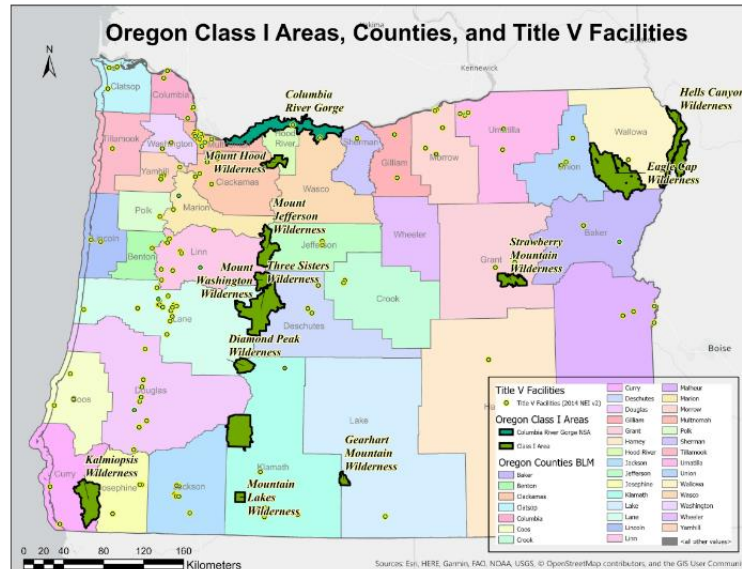 Oregon Class I Areas, Counties, and Title V Facilities
N
Yakima
Kennewick
Columbia
River Gorge
Hells Canyon
Wilderness
Clatsop
Columbia
Tillamook
Washington
Hood
River
Sherman
Gilliam
Morrow
Umatilla
Wallowa
Union
Eagle Cap
Wilderness
Mount Hood
Wilderness
Yamhill
Clackamas
Wasco
Polk
Marion
Mount
Jefferson
Wilderness
Wheeler
Baker
Lincoln
Benton
Linn
Jefferson
Grant
Strawberry
Mountain
Wilderness
Mount
Washington
Wilderness
Three Sisters
Wilderness
Crook
Lane
Deschutes
Boise
Diamond Peak
Wilderness
Coos
Douglas
Lake
Ha
Gearhart
Mountain
Wilderness
Kalmiopsis
Wilderness
Curry
Josephine
Jackson
Klamath
Mountain
Lakes
Wilderness
Title V Facilities
Title V Facilities (2014 NEI v2)
Oregon Class I Areas
Columbia River Gorge NSA
Class I Area
Oregon Counties BLM
Baker
Benton
Clackamas
Clatsop
Columbia
Coos
Crook
Curry
Deschutes
Douglas
Gilliam
Grant
Harney
Hood River
Jackson
Jefferson
Josephine
Klamath
Lake
Lane
Lincoln
Linn
Malheur
Marion
Morrow
Multnomah
Polk
Sherman
Tillamook
Umatilla
Union
Wallowa
Wasco
Washington
Wheeler
Yamhill
<all other values>
0 20 40 80 120 160
Kilometers
Sources: Esri, HERE, Garmin, FAO, NOAA, USGS, © OpenStreetMap contributors, and the GIS User Communi